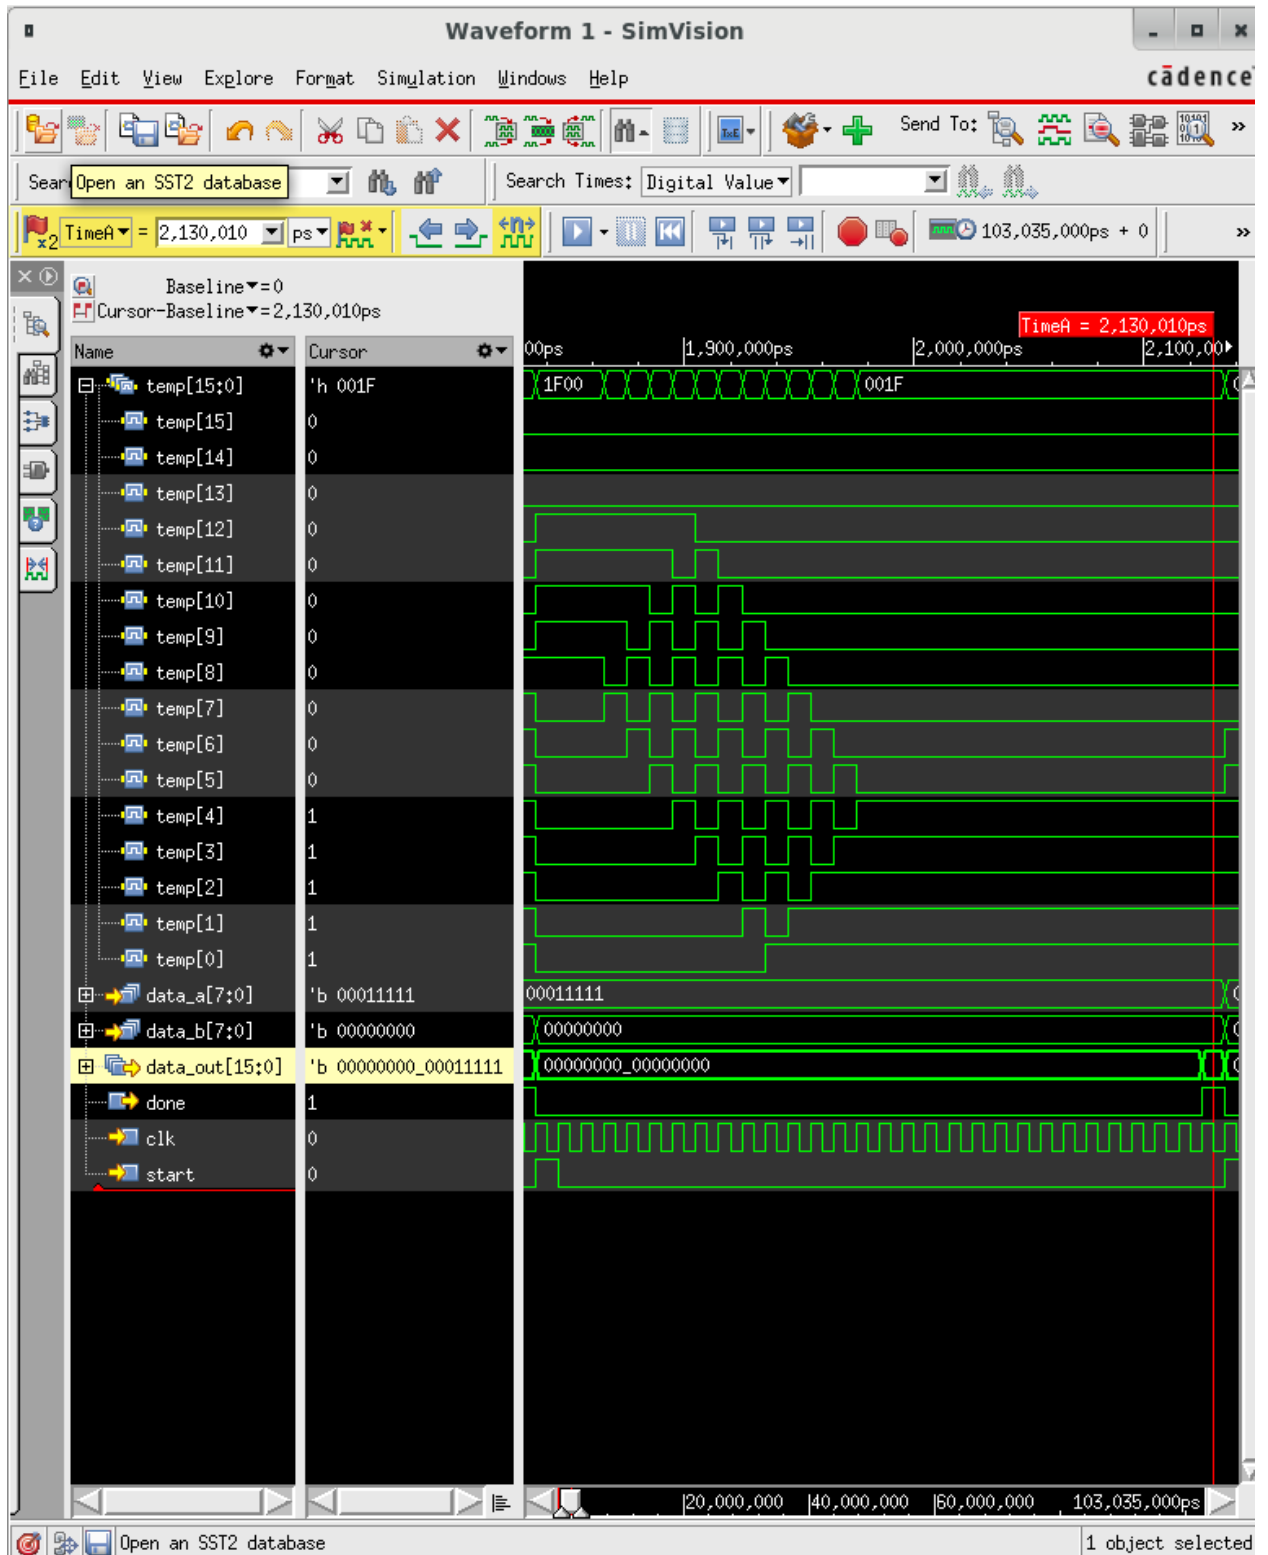 Waveform 1 - SimVision
File Edit View Explore Format Simulation Windows Help
cādence
Send To:
Open an SST2 database
Search Times: Digital Value
x2 TimeA = 2,130,010 ps
103,035,000ps + 0
Baseline=0
Cursor-Baseline=2,130,010ps
TimeA = 2,130,010ps
Name Cursor
00ps 1,900,000ps 2,000,000ps 2,100,00
temp[15:0] 'h 001F 1F00 001F
temp[15] 0
temp[14] 0
temp[13] 0
temp[12] 0
temp[11] 0
temp[10] 0
temp[9] 0
temp[8] 0
temp[7] 0
temp[6] 0
temp[5] 0
temp[4] 1
temp[3] 1
temp[2] 1
temp[1] 1
temp[0] 1
data_a[7:0] 'b 00011111 00011111
data_b[7:0] 'b 00000000 00000000
data_out[15:0] 'b 00000000_00011111 00000000_00000000
done 1
clk 0
start 0
20,000,000 40,000,000 60,000,000 103,035,000ps
Open an SST2 database
1 object selected